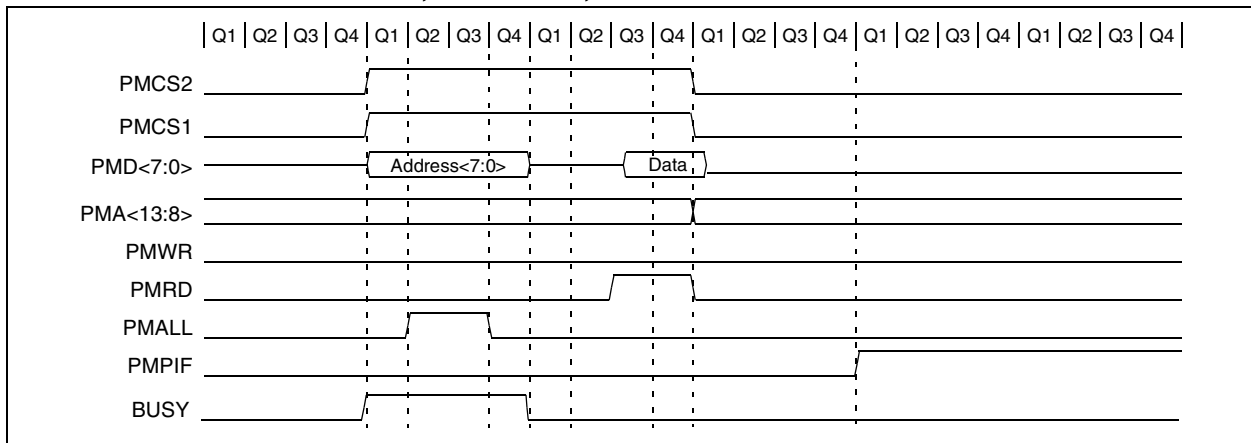 Q1 Q2 Q3 Q4 Q1 Q2 Q3 Q4 Q1 Q2 Q3 Q4 Q1 Q2 Q3 Q4 Q1 Q2 Q3 Q4 Q1 Q2 Q3 Q4
PMCS2
PMCS1
PMD<7:0> Address<7:0> Data
PMA<13:8>
PMWR
PMRD
PMALL
PMPIF
BUSY